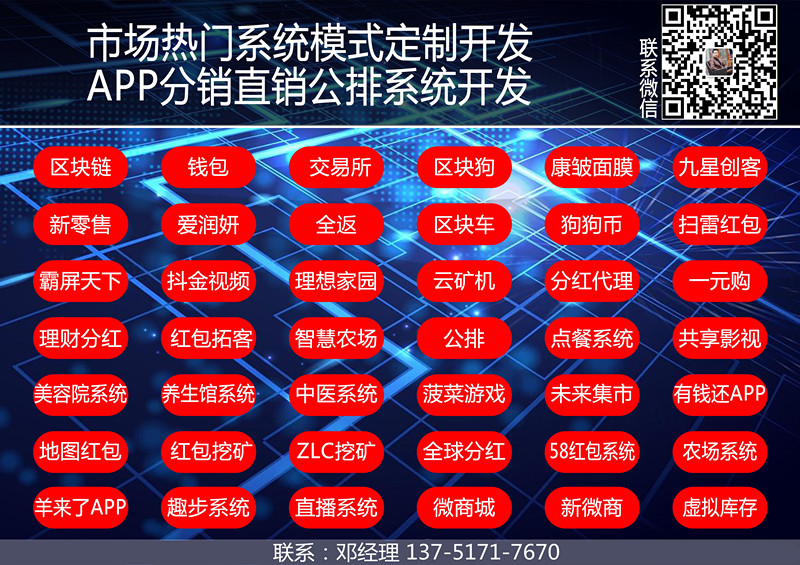 市场热门系统模式定制开发
APP分销直销公排系统开发
联系微信
区块链 钱包 交易所 区块狗 康皱面膜 九星创客
新零售 爱润妍 全返 区块车 狗狗币 扫雷红包
霸屏天下 抖金视频 理想家园 云矿机 分红代理 一元购
理财分红 红包拓客 智慧农场 公排 点餐系统 共享影视
美容院系统 养生馆系统 中医系统 菠菜游戏 未来集市 有钱还APP
地图红包 红包挖矿 ZLC挖矿 全球分红 58红包系统 农场系统
羊来了APP 趣步系统 直播系统 微商城 新微商 虚拟库存
联系：邓经理 137-5171-7670